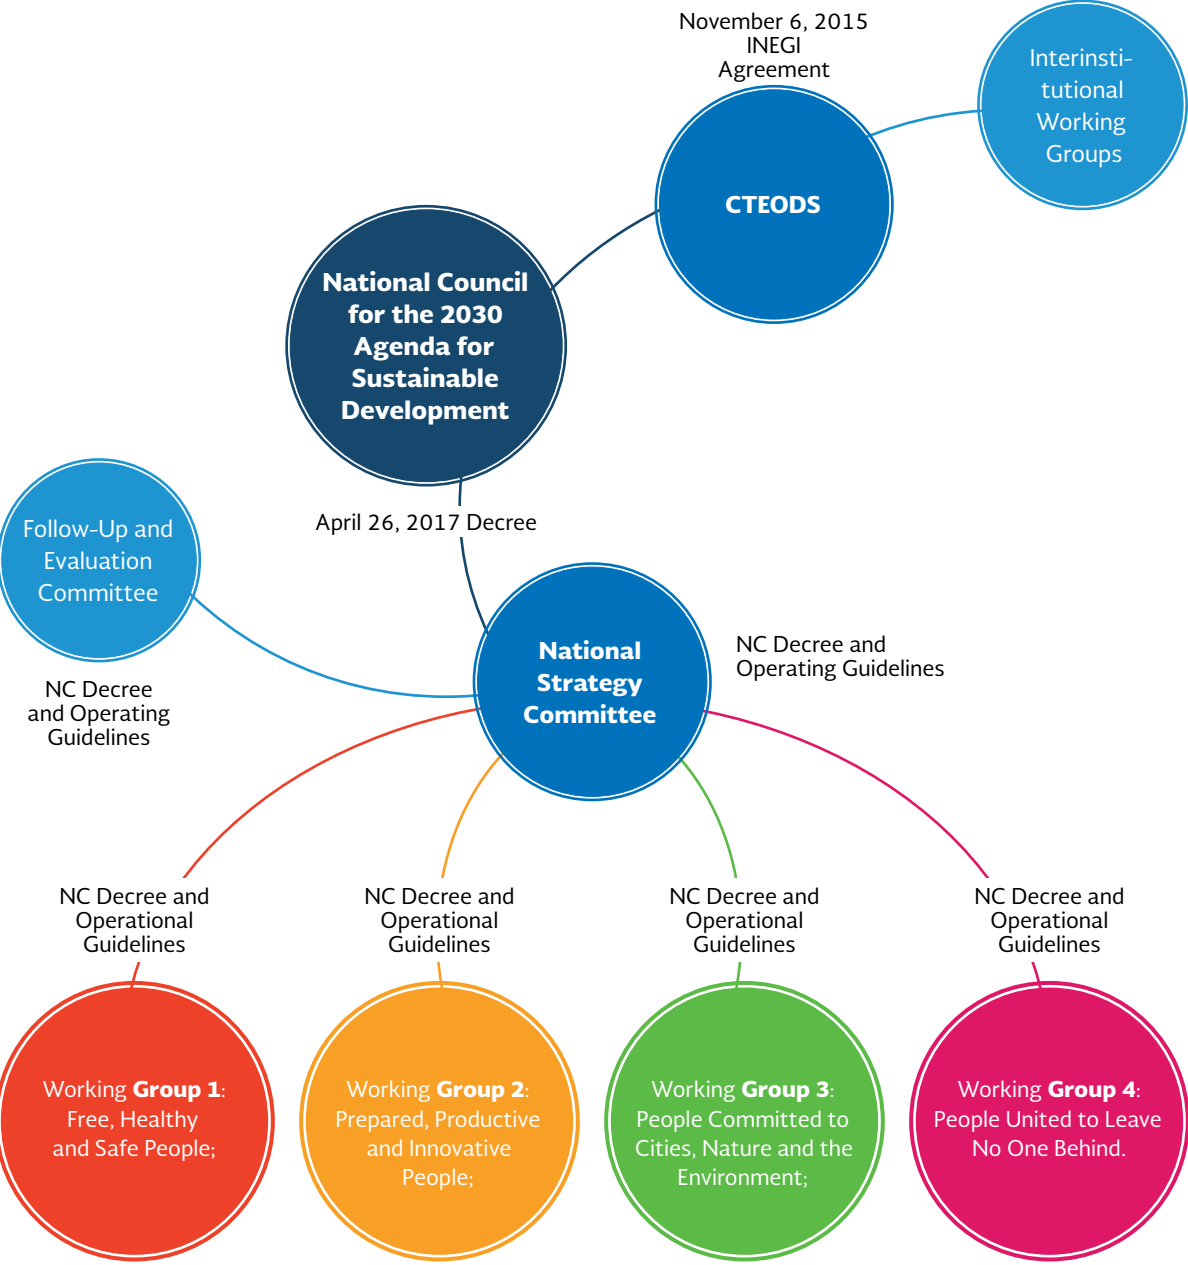 November 6, 2015
INEGI
Agreement
Interinsti-
tutional
Working
Groups
CTEODS
National Council
for the 2030
Agenda for
Sustainable
Development
April 26, 2017 Decree
Follow-Up and
Evaluation
Committee
NC Decree
and Operating
Guidelines
National
Strategy
Committee
NC Decree and
Operating Guidelines
NC Decree and
Operational
Guidelines
NC Decree and
Operational
Guidelines
NC Decree and
Operational
Guidelines
NC Decree and
Operational
Guidelines
Working Group 1:
Free, Healthy
and Safe People;
Working Group 2:
Prepared, Productive
and Innovative
People;
Working Group 3:
People Committed to
Cities, Nature and the
Environment;
Working Group 4:
People United to Leave
No One Behind.